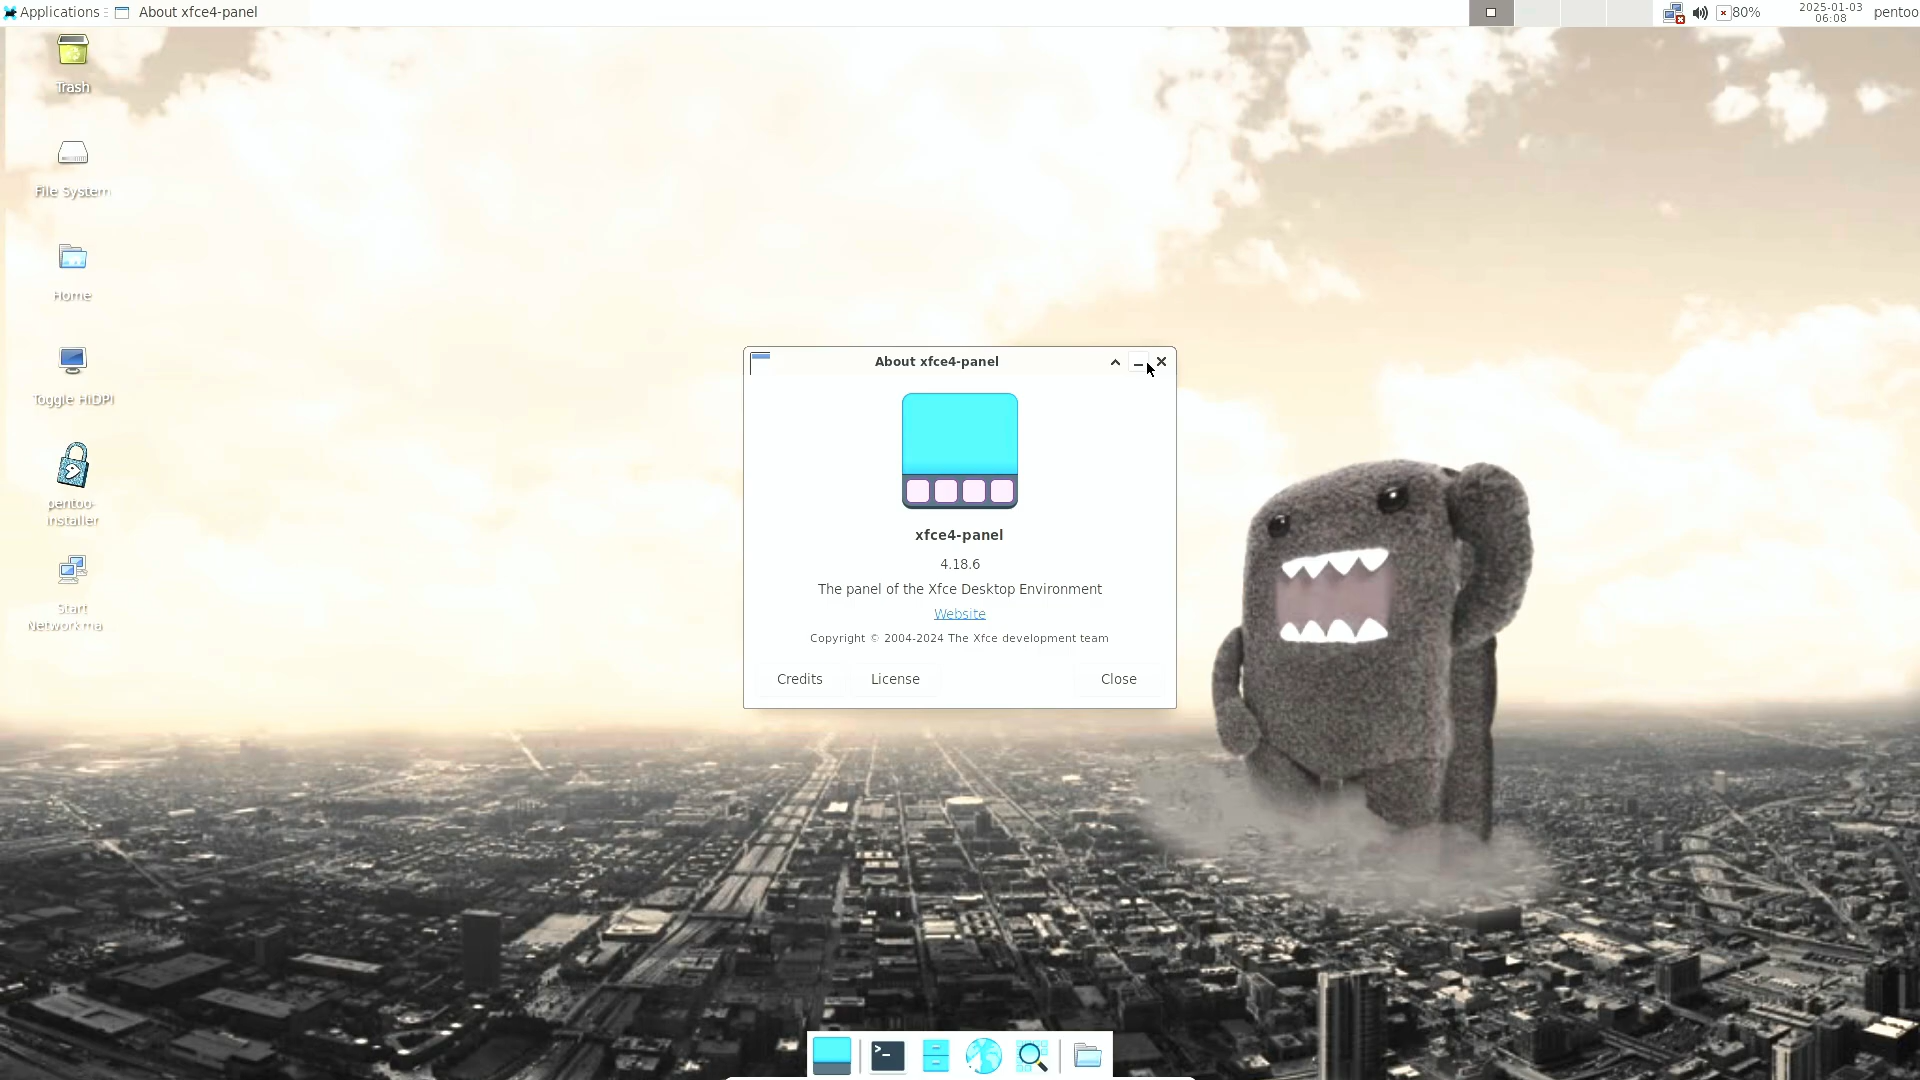 Applications
About xfce4-panel
80%
2025-01-03
06:08
pentoo
Trash
File System
Home
Toggle HiDPI
pentoo-
installer
Start
Networkma
About xfce4-panel
xfce4-panel
4.18.6
The panel of the Xfce Desktop Environment
Website
Copyright © 2004-2024 The Xfce development team
Credits
License
Close